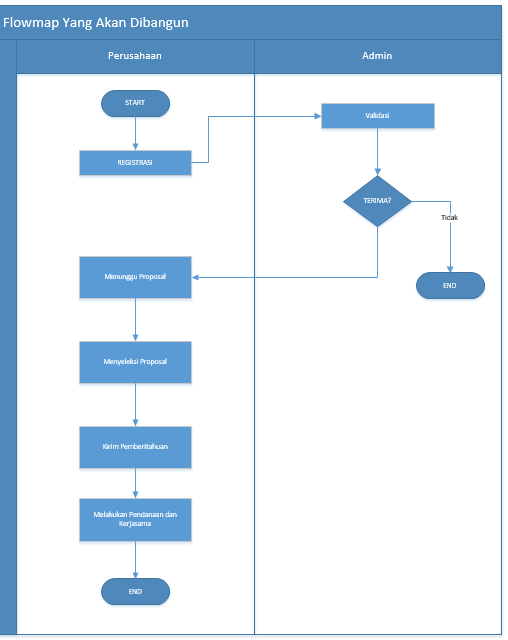 Flowmap Yang Akan Dibangun
Perusahaan
Admin
START
REGISTRASI
Validasi
TERIMA?
Tidak
END
Menunggu Proposal
Menyeleksi Proposal
Kirim Pemberitahuan
Melakukan Pendanaan dan
Kerjasama
END